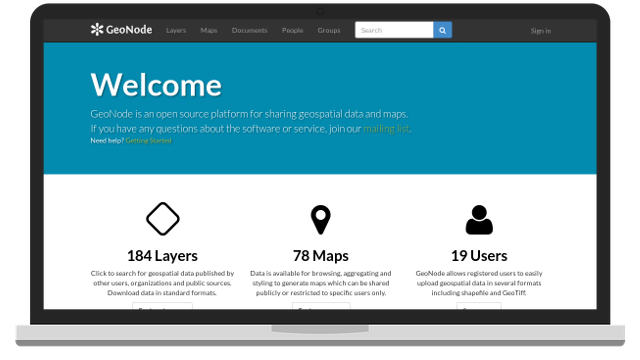 GeoNode Layers Maps Documents People Groups Search Sign in
Welcome
GeoNode is an open source platform for sharing geospatial data and maps.
If you have any questions about the software or service, join our mailing list.
Need help? Getting Started
184 Layers
Click to search for geospatial data published by
other users, organizations and public sources.
Download data in standard formats.
78 Maps
Data is available for browsing, aggregating and
styling to generate maps which can be shared
publicly or restricted to specific users only.
19 Users
GeoNode allows registered users to easily
upload geospatial data in several formats
including shapefile and GeoTiff.